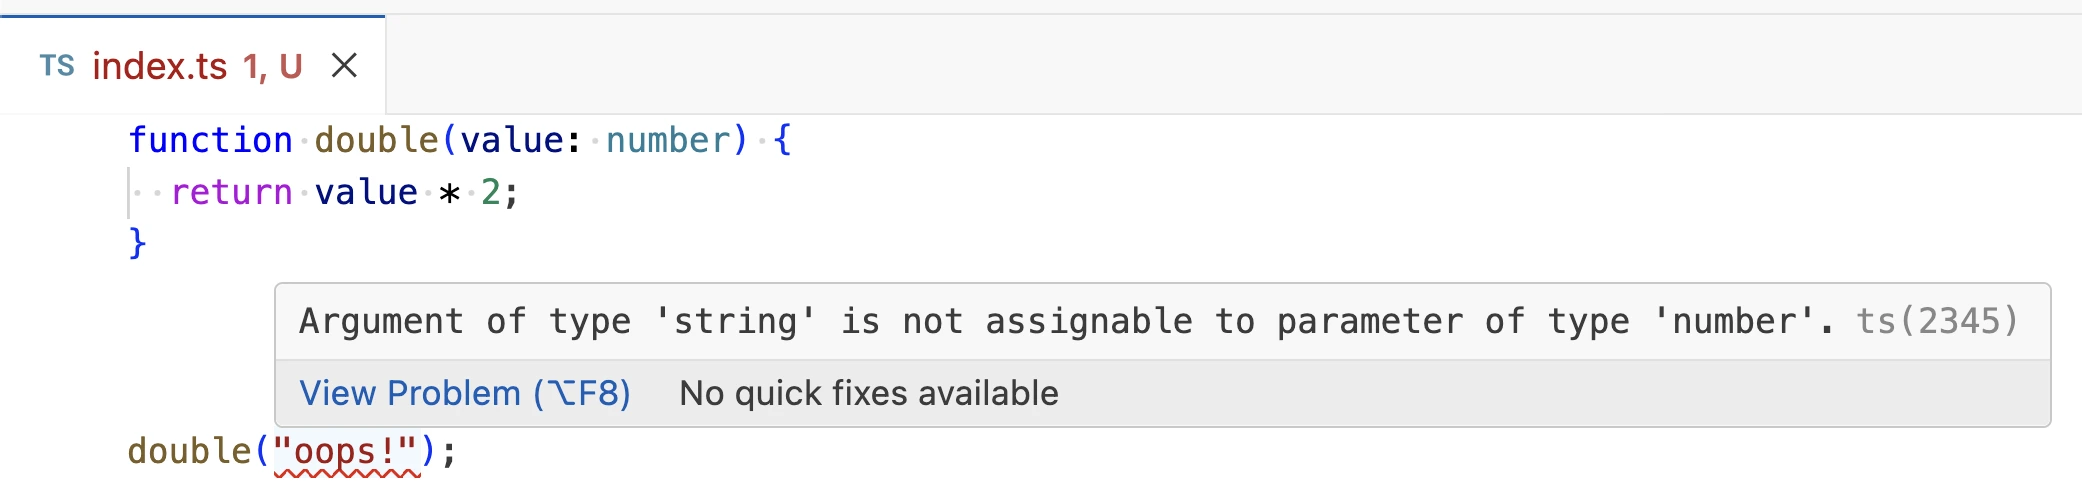 TS index.ts 1, U
function double(value: number) {
  return value * 2;
}
Argument of type 'string' is not assignable to parameter of type 'number'. ts(2345)
View Problem (⌥F8) No quick fixes available
double("oops!");